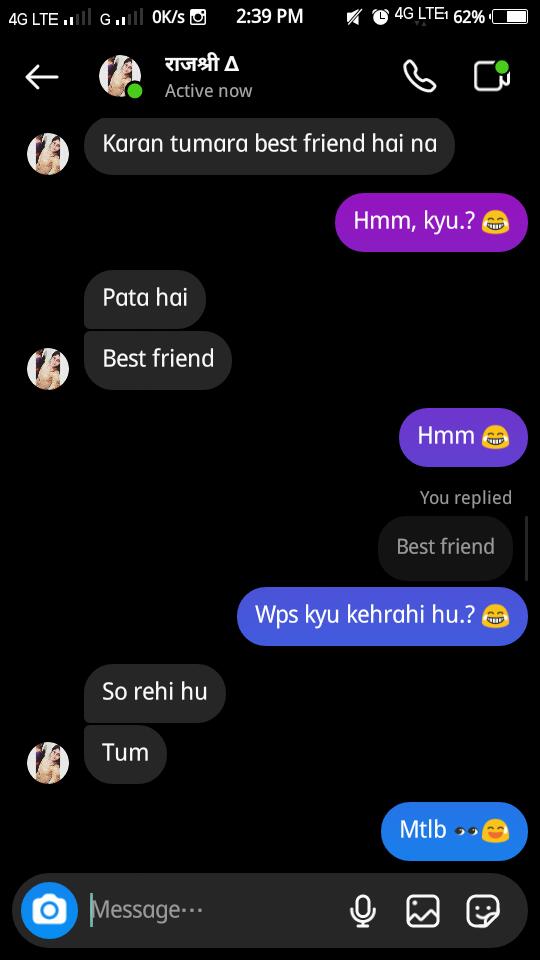 4G LTE G 0K/s 2:39 PM 4G LTE 62%
राजश्री Δ
Active now
Karan tumara best friend hai na
Hmm, kyu.? 😂
Pata hai
Best friend
Hmm 😂
You replied
Best friend
Wps kyu kehrahi hu.? 😂
So rehi hu
Tum
Mtlb 👀😄
Message…